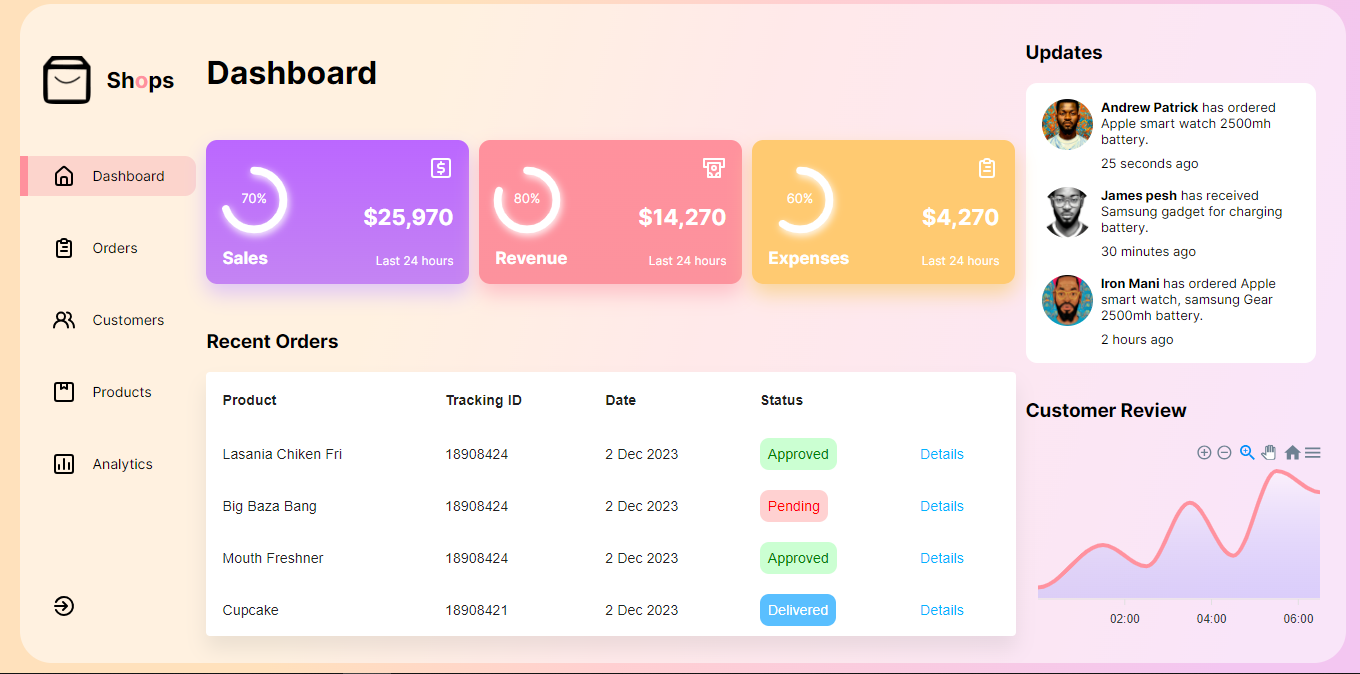 Shops
Dashboard
Orders
Customers
Products
Analytics
Dashboard
70%
$25,970
Sales
Last 24 hours
80%
$14,270
Revenue
Last 24 hours
60%
$4,270
Expenses
Last 24 hours
Recent Orders
Product Tracking ID Date Status
Lasania Chiken Fri 18908424 2 Dec 2023 Approved Details
Big Baza Bang 18908424 2 Dec 2023 Pending Details
Mouth Freshner 18908424 2 Dec 2023 Approved Details
Cupcake 18908421 2 Dec 2023 Delivered Details
Updates
Andrew Patrick has ordered
Apple smart watch 2500mh
battery.
25 seconds ago
James pesh has received
Samsung gadget for charging
battery.
30 minutes ago
Iron Mani has ordered Apple
smart watch, samsung Gear
2500mh battery.
2 hours ago
Customer Review
02:00 04:00 06:00